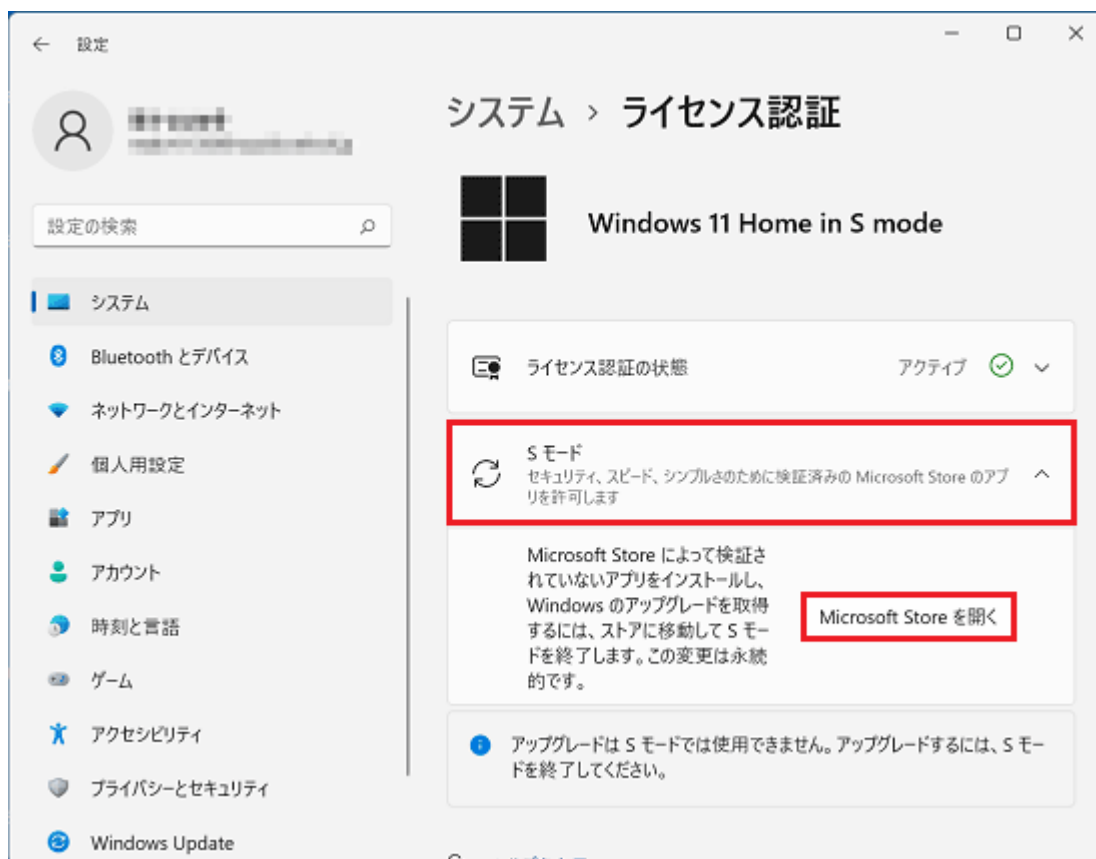 設定
システム › ライセンス認証
Windows 11 Home in S mode
設定の検索
システム
Bluetooth とデバイス
ネットワークとインターネット
個人用設定
アプリ
アカウント
時刻と言語
ゲーム
アクセシビリティ
プライバシーとセキュリティ
Windows Update
ライセンス認証の状態
アクティブ
S モード
セキュリティ、スピード、シンプルさのために検証済みの Microsoft Store のアプ
リを許可します
Microsoft Store によって検証さ
れていないアプリをインストールし、
Windows のアップグレードを取得
するには、ストアに移動して S モー
ドを終了します。この変更は永続
的です。
Microsoft Store を開く
アップグレードは S モードでは使用できません。アップグレードするには、S モー
ドを終了してください。